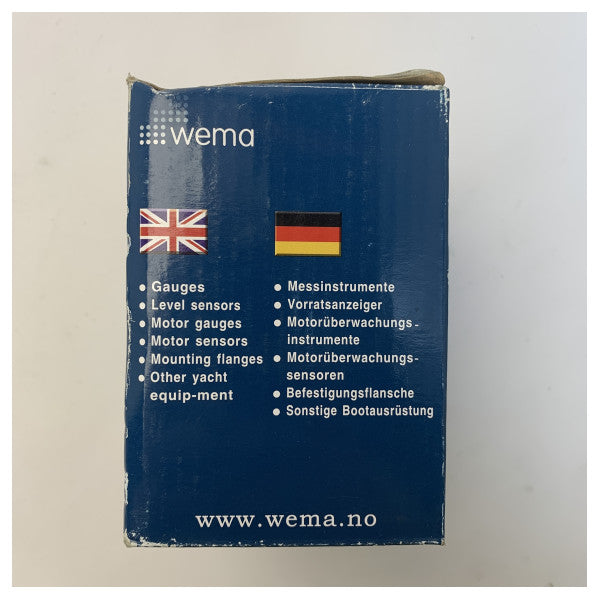 wema
• Gauges
• Level sensors
• Motor gauges
• Motor sensors
• Mounting flanges
• Other yacht
equip-ment
• Messinstrumente
• Vorratsanzeiger
• Motorüberwachungs-
instrumente
• Motorüberwachungs-
sensoren
• Befestigungsflansche
• Sonstige Bootausrüstung
www.wema.no